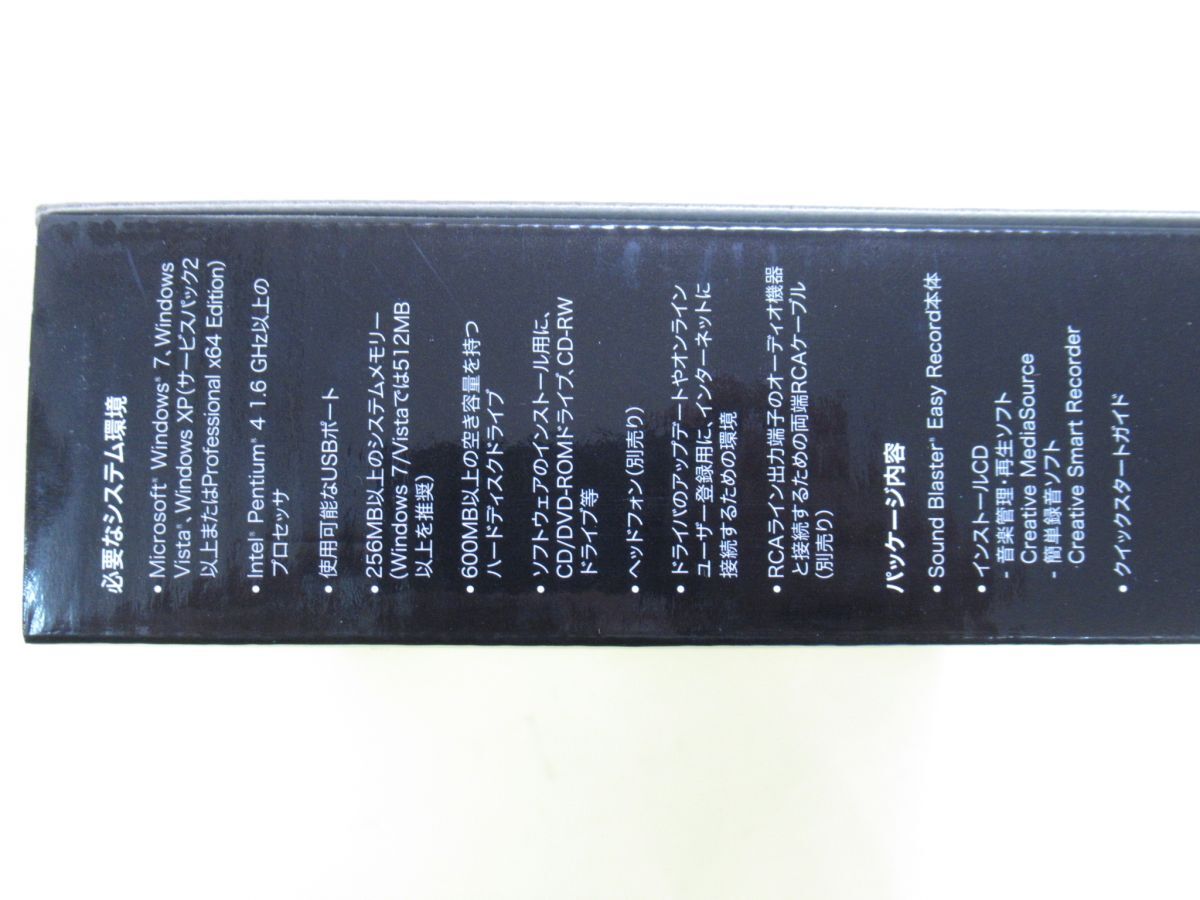 必要なシステム環境
• Microsoft® Windows® 7、Windows
Vista®、Windows XP(サービスパック2
以上またはProfessional x64 Edition)
• Intel® Pentium® 4 1.6 GHz以上の
プロセッサ
• 使用可能なUSBポート
• 256MB以上のシステムメモリー
(Windows 7/Vistaでは512MB
以上を推奨)
• 600MB以上の空き容量を持つ
ハードディスクドライブ
• ソフトウェアのインストール用に、
CD/DVD-ROMドライブ、CD-RW
ドライブ等
• ヘッドフォン(別売り)
• ドライバのアップデートやオンライン
ユーザー登録用に、インターネットに
接続するための環境
• RCAライン出力端子のオーディオ機器
と接続するための両端RCAケーブル
(別売り)
パッケージ内容
• Sound Blaster® Easy Record本体
• インストールCD
- 音楽管理・再生ソフト
Creative MediaSource
- 簡単録音ソフト
Creative Smart Recorder
• クイックスタートガイド